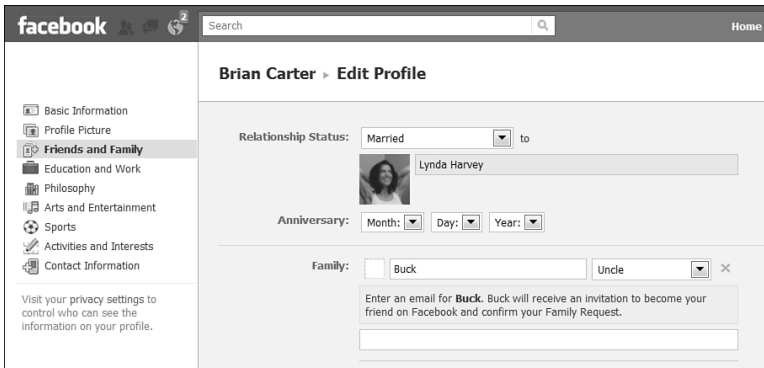 facebook 2 Search Home
Brian Carter ▸ Edit Profile
Basic Information
Profile Picture
Friends and Family
Education and Work
Philosophy
Arts and Entertainment
Sports
Activities and Interests
Contact Information
Visit your privacy settings to
control who can see the
information on your profile.
Relationship Status: Married to
Lynda Harvey
Anniversary: Month: Day: Year:
Family: Buck Uncle
Enter an email for Buck. Buck will receive an invitation to become your
friend on Facebook and confirm your Family Request.